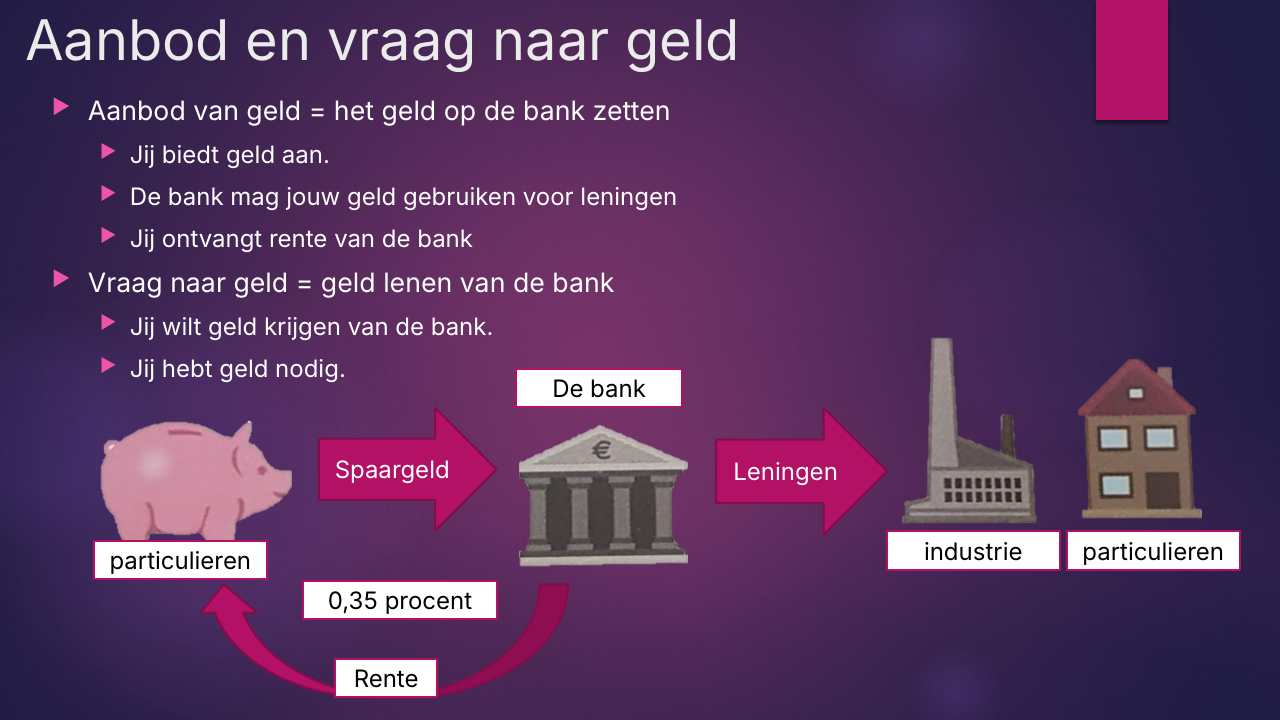 Aanbod en vraag naar geld
Aanbod van geld = het geld op de bank zetten
Jij biedt geld aan.
De bank mag jouw geld gebruiken voor leningen
Jij ontvangt rente van de bank
Vraag naar geld = geld lenen van de bank
Jij wilt geld krijgen van de bank.
Jij hebt geld nodig.
De bank
€
Spaargeld
Leningen
particulieren
industrie
particulieren
0,35 procent
Rente